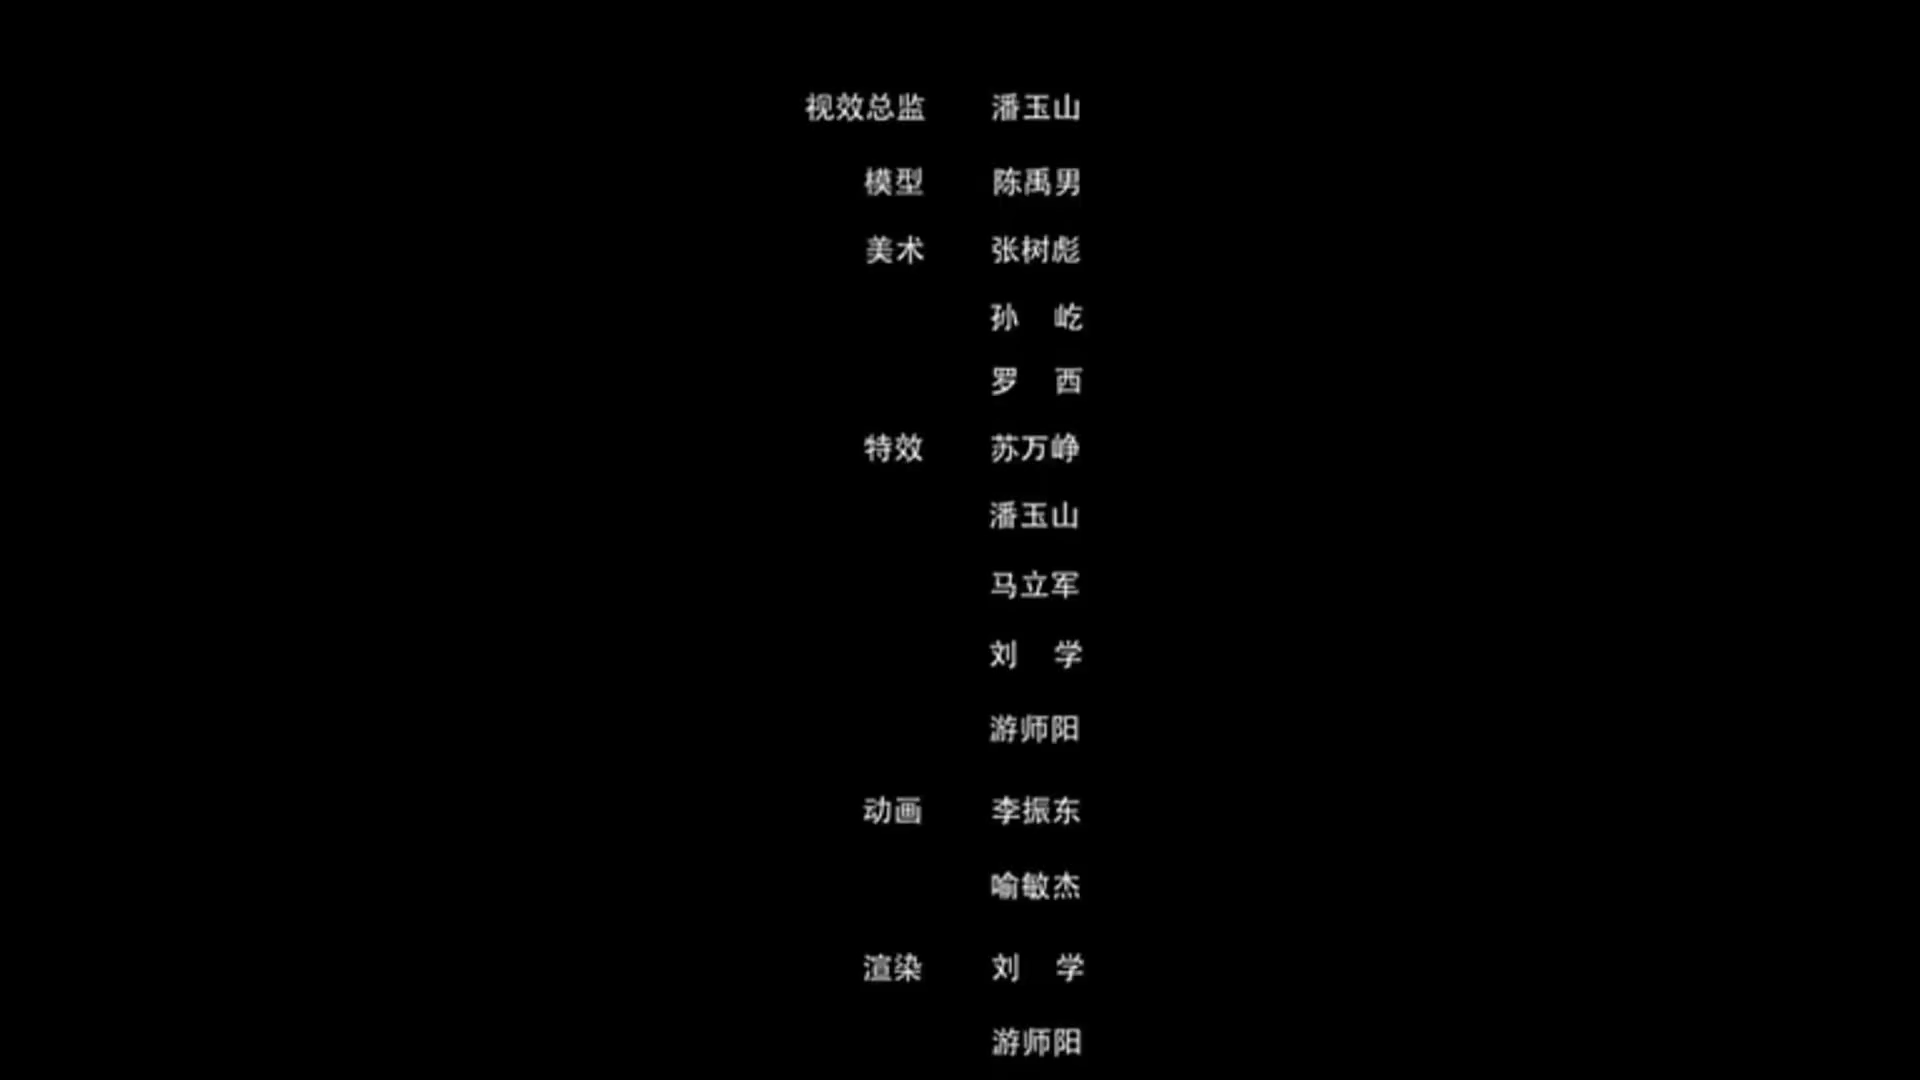 视效总监 潘玉山
模型 陈禹男
美术 张树彪
孙 屹
罗 西
特效 苏万峥
潘玉山
马立军
刘 学
游师阳
动画 李振东
喻敏杰
渲染 刘 学
游师阳